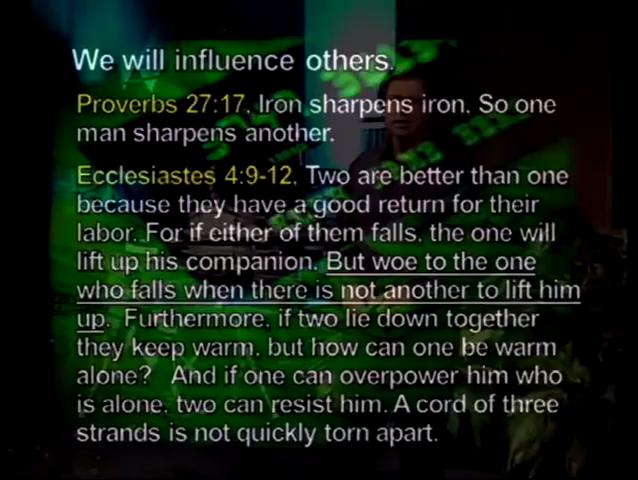 We will influence others.
Proverbs 27:17, Iron sharpens iron, So one
man sharpens another.
Ecclesiastes 4:9-12, Two are better than one
because they have a good return for their
labor. For if either of them falls, the one will
lift up his companion. But woe to the one
who falls when there is not another to lift him
up. Furthermore, if two lie down together
they keep warm, but how can one be warm
alone? And if one can overpower him who
is alone, two can resist him. A cord of three
strands is not quickly torn apart.